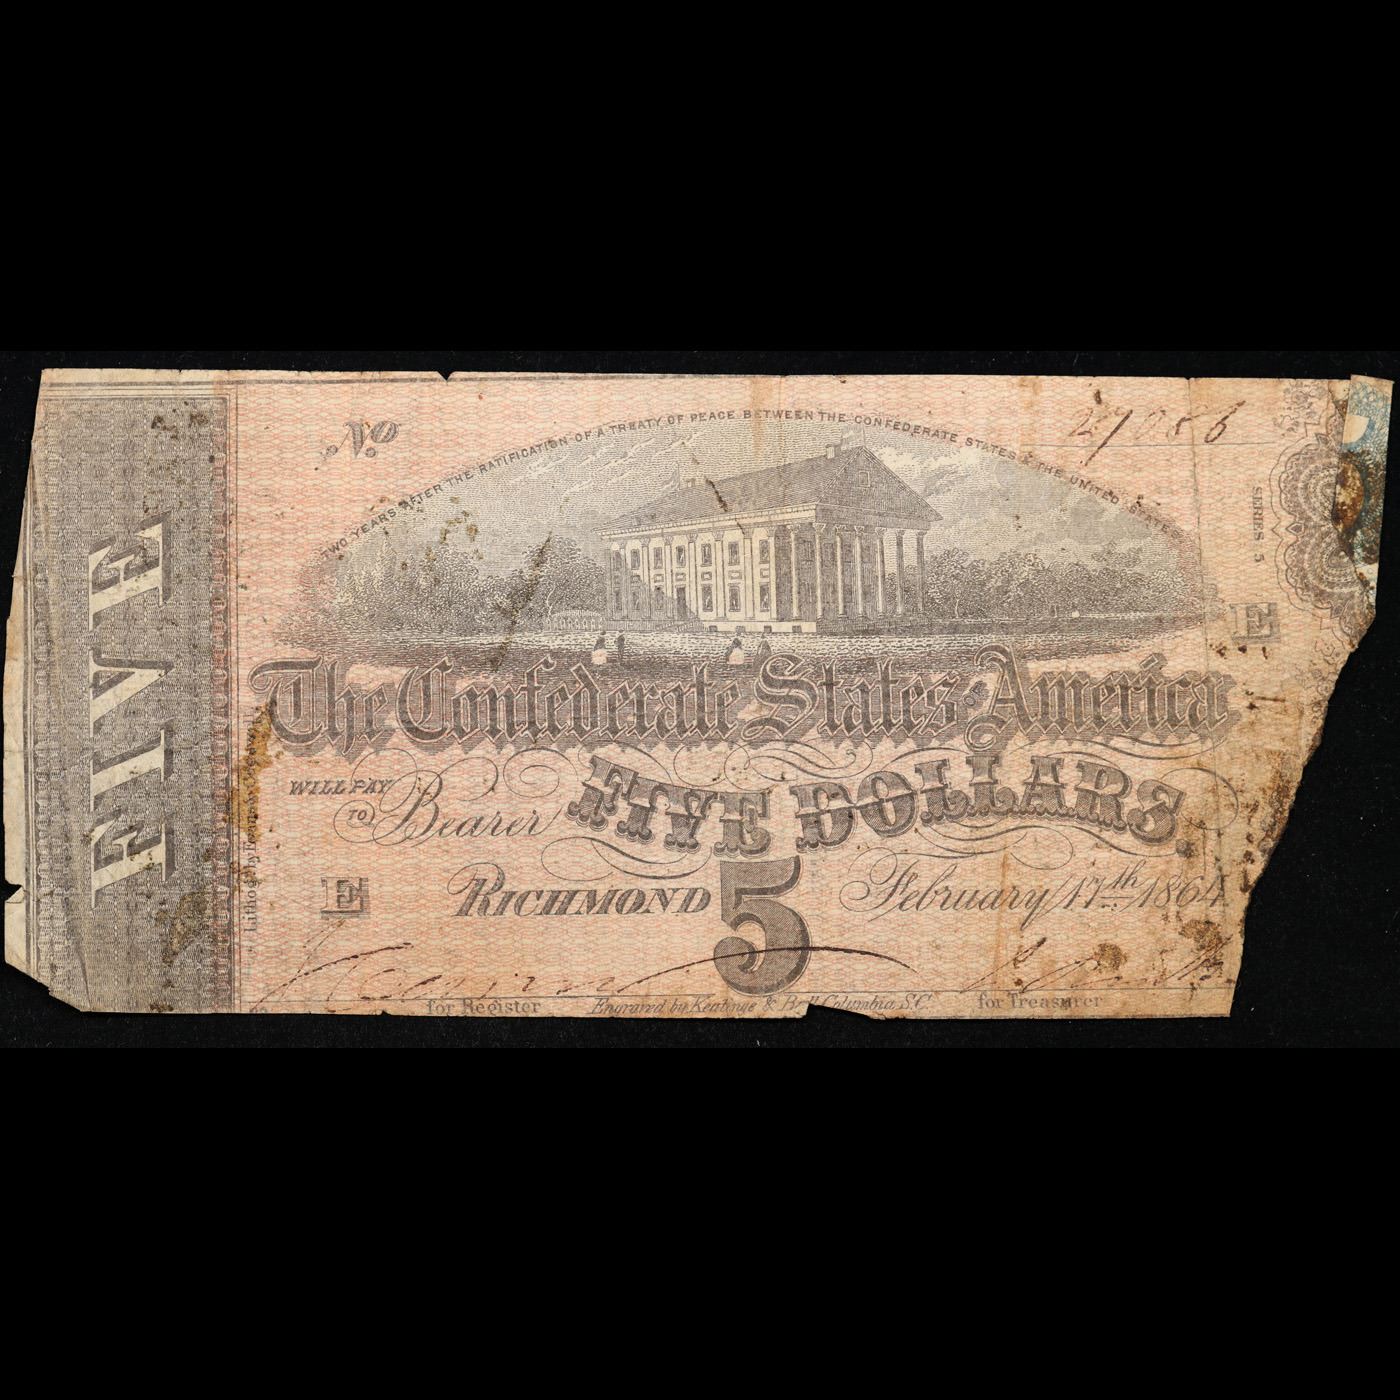 No
27086
TWO YEARS AFTER THE RATIFICATION OF A TREATY OF PEACE BETWEEN THE CONFEDERATE STATES & THE UNITED STATES
SERIES 5
FIVE
E
The Confederate States OF America
WILL PAY
TO Bearer FIVE DOLLARS.
E
RICHMOND 5 February 17th 1864
for Register
Engraved by Keatinge & Ball Columbia S.C.
for Treasurer